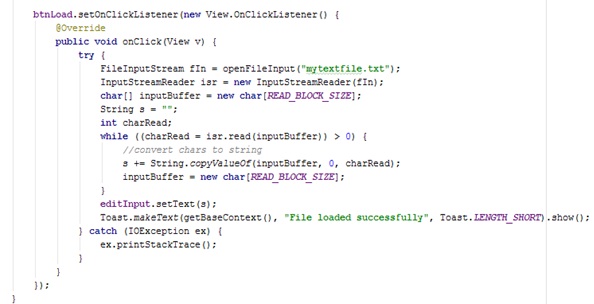 btnLoad.setOnClickListener(new View.OnClickListener() {
@Override
public void onClick(View v) {
try {
FileInputStream fIn = openFileInput("mytextfile.txt");
InputStreamReader isr = new InputStreamReader(fIn);
char[] inputBuffer = new char[READ_BLOCK_SIZE];
String s = "";
int charRead;
while ((charRead = isr.read(inputBuffer)) > 0) {
//convert chars to string
s += String.copyValueOf(inputBuffer, 0, charRead);
inputBuffer = new char[READ_BLOCK_SIZE];
}
editInput.setText(s);
Toast.makeText(getBaseContext(), "File loaded successfully", Toast.LENGTH_SHORT).show();
} catch (IOException ex) {
ex.printStackTrace();
}
}
});
}